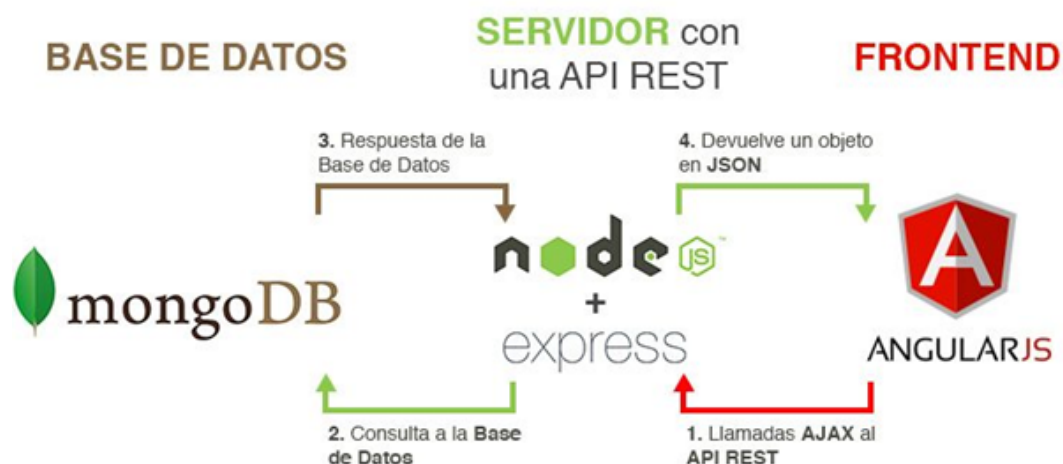 BASE DE DATOS
SERVIDOR con
una API REST
FRONTEND
3. Respuesta de la
Base de Datos
4. Devuelve un objeto
en JSON
mongoDB
node JS™
+
express
A
ANGULARJS
2. Consulta a la Base
de Datos
1. Llamadas AJAX al
API REST